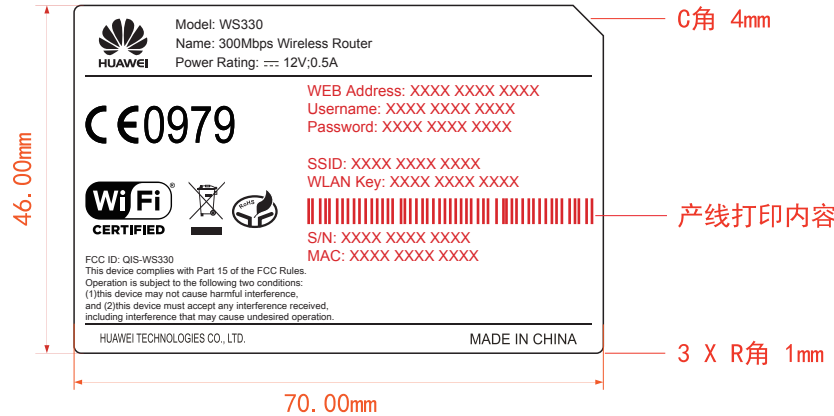 C角 4mm
HUAWEI
Model: WS330
Name: 300Mbps Wireless Router
Power Rating: ⎓ 12V;0.5A
CE0979
WEB Address: XXXX XXXX XXXX
Username: XXXX XXXX XXXX
Password: XXXX XXXX XXXX
SSID: XXXX XXXX XXXX
WLAN Key: XXXX XXXX XXXX
46.00mm
Wi Fi®
CERTIFIED
RoHS
产线打印内容
S/N: XXXX XXXX XXXX
MAC: XXXX XXXX XXXX
FCC ID: QIS-WS330
This device complies with Part 15 of the FCC Rules.
Operation is subject to the following two conditions:
(1)this device may not cause harmful interference,
and (2)this device must accept any interference received,
including interference that may cause undesired operation.
HUAWEI TECHNOLOGIES CO., LTD.
MADE IN CHINA
3 X R角 1mm
70.00mm